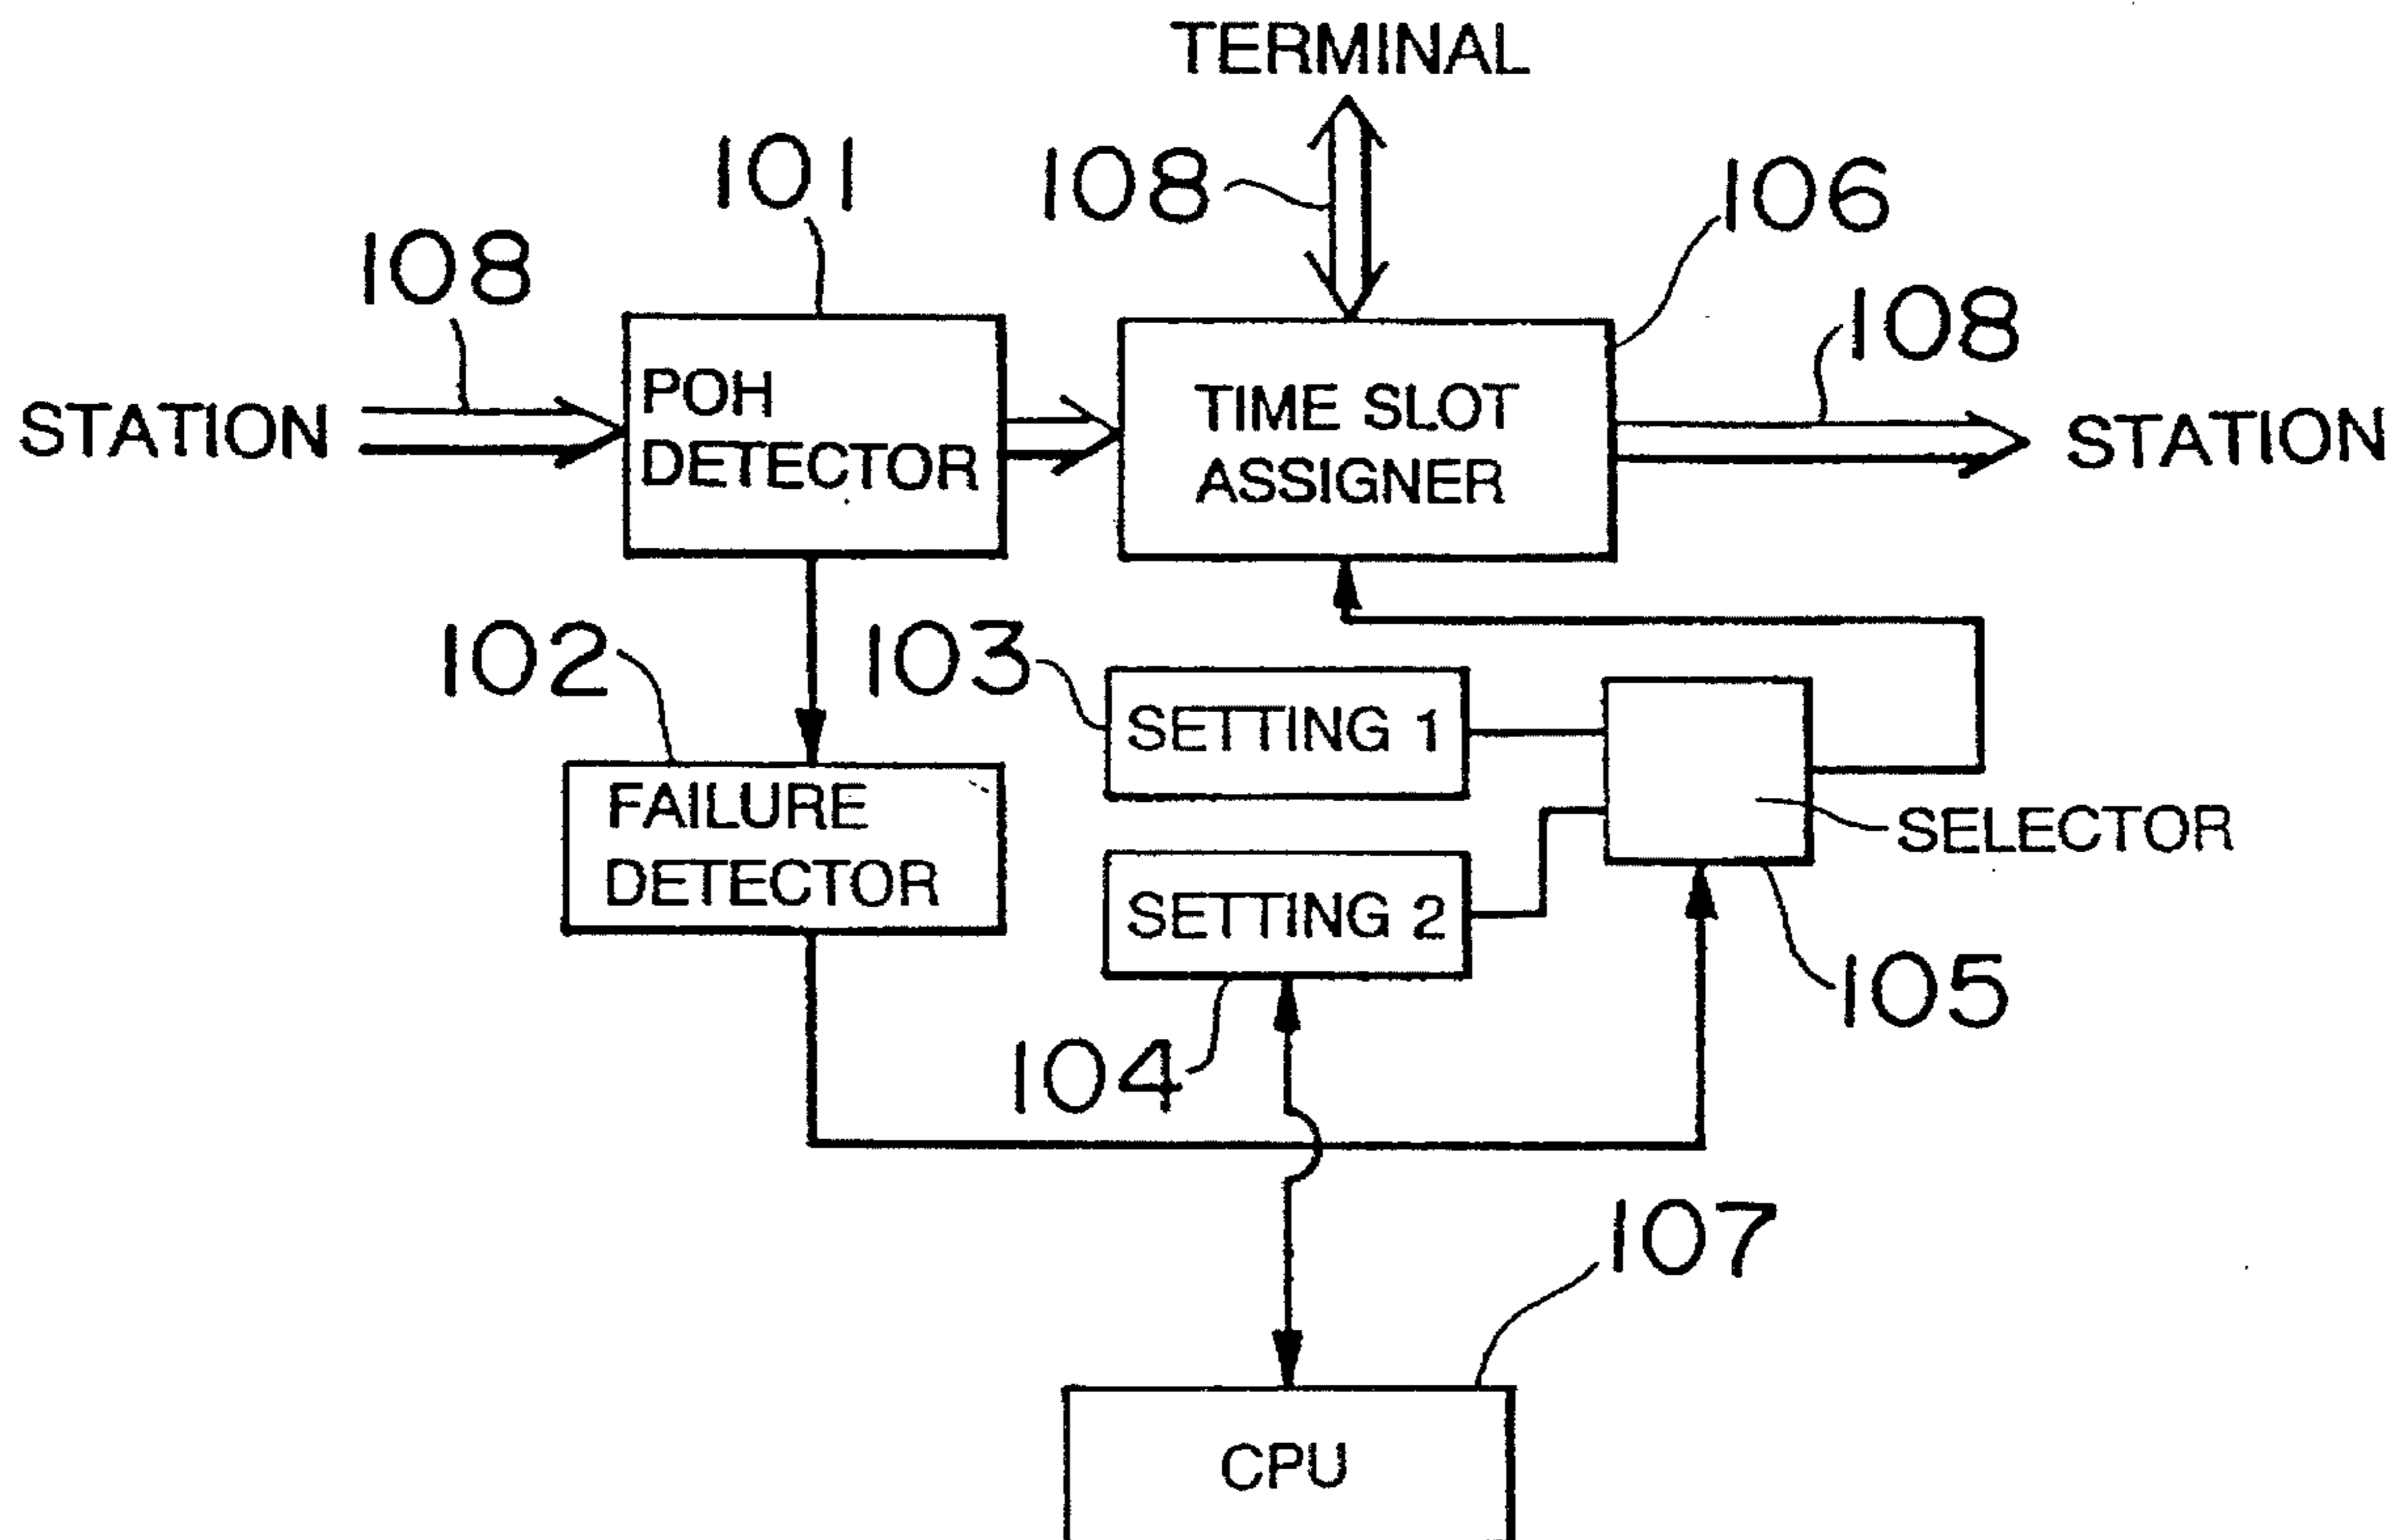 TERMINAL
101
108
106
108
108
POH
DETECTOR
TIME SLOT
ASSIGNER
STATION
STATION
102
103
SETTING 1
FAILURE
DETECTOR
SELECTOR
SETTING 2
105
104
107
CPU